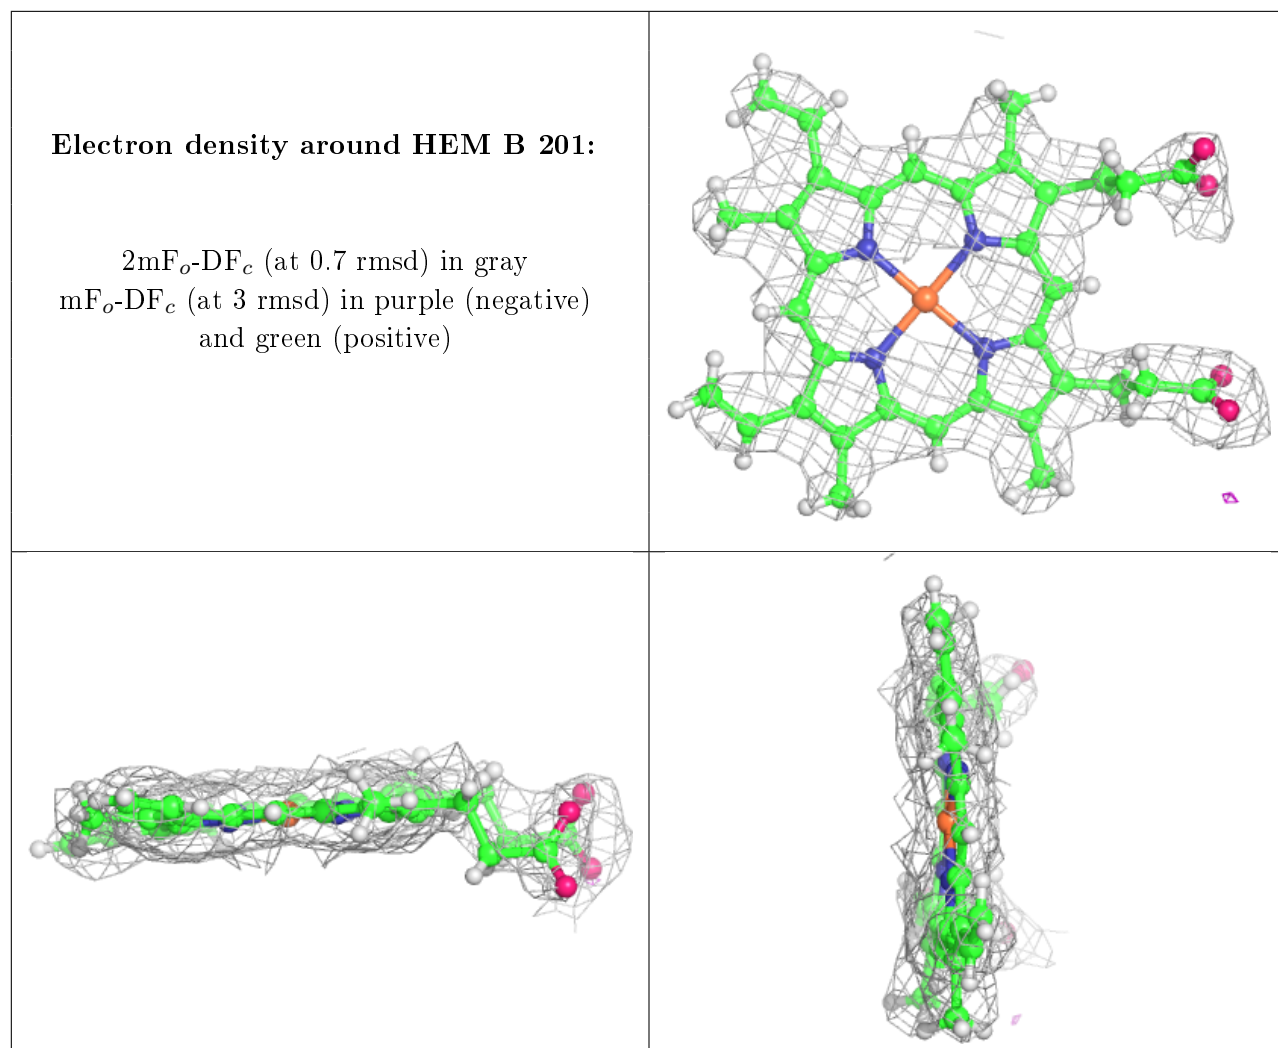 Electron density around HEM B 201:
2mFₒ-DF𝑐 (at 0.7 rmsd) in gray
mFₒ-DF𝑐 (at 3 rmsd) in purple (negative)
and green (positive)